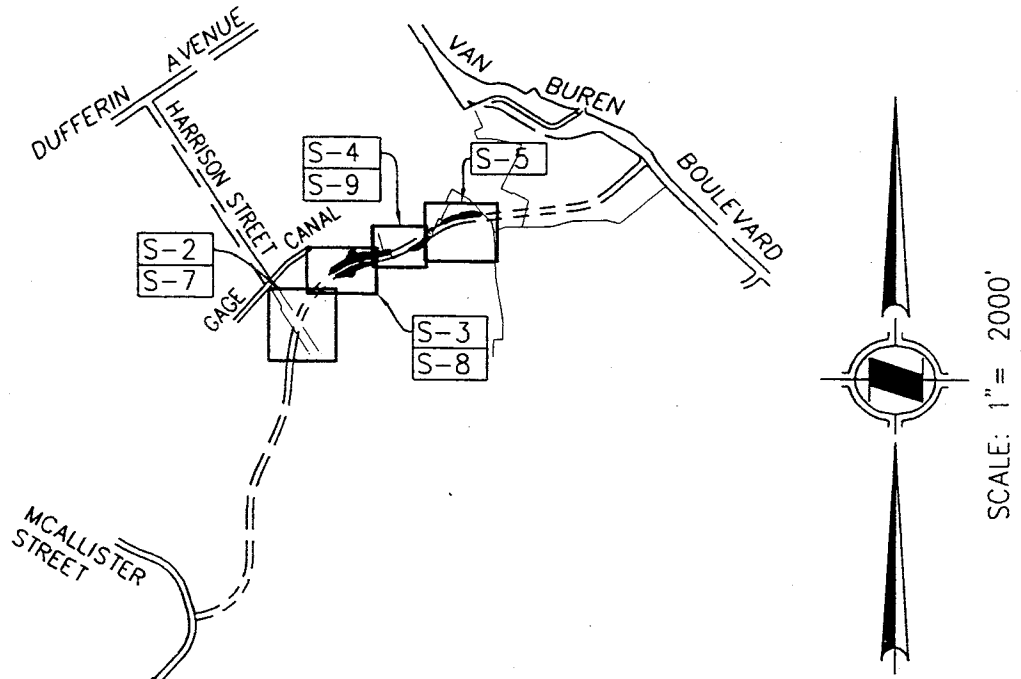 DUFFERIN AVENUE
HARRISON STREET
VAN BUREN BOULEVARD
S-4
S-9
S-5
S-2
S-7
GAGE CANAL
S-3
S-8
MCALLISTER
STREET
SCALE: 1"= 2000'